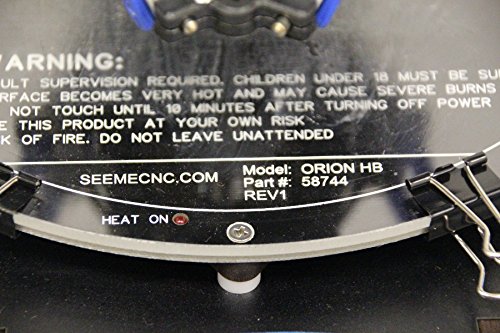 WARNING:
ULT SUPERVISION REQUIRED. CHILDREN UNDER 18 MUST BE SU
RFACE BECOMES VERY HOT AND MAY CAUSE SEVERE BURNS
NOT TOUCH UNTIL 10 MINUTES AFTER TURNING OFF POWER
E THIS PRODUCT AT YOUR OWN RISK
K OF FIRE. DO NOT LEAVE UNATTENDED
SEEMECNC.COM
Model: ORION HB
Part #: 58744
REV1
HEAT ON